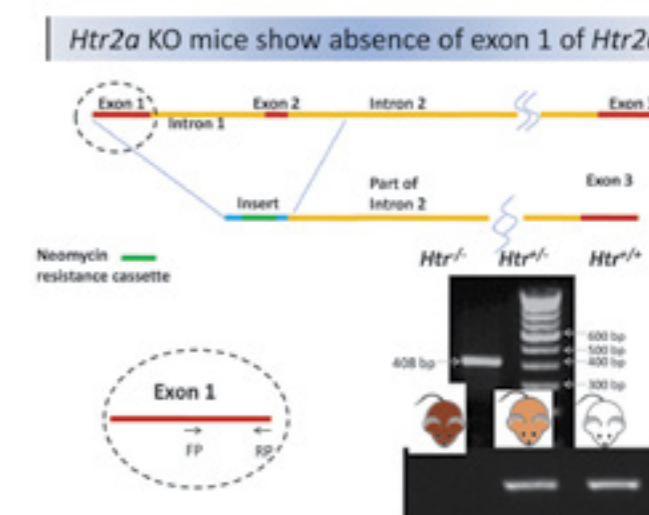 Htr2a KO mice show absence of exon 1 of Htr2
Exon 1
Intron 1
Exon 2
Intron 2
Exon
Insert
Part of
Intron 2
Exon 3
Neomycin
resistance cassette
Htr-/-
Htr+/-
Htr+/+
600 bp
500 bp
400 bp
300 bp
408 bp
Exon 1
FP
RP